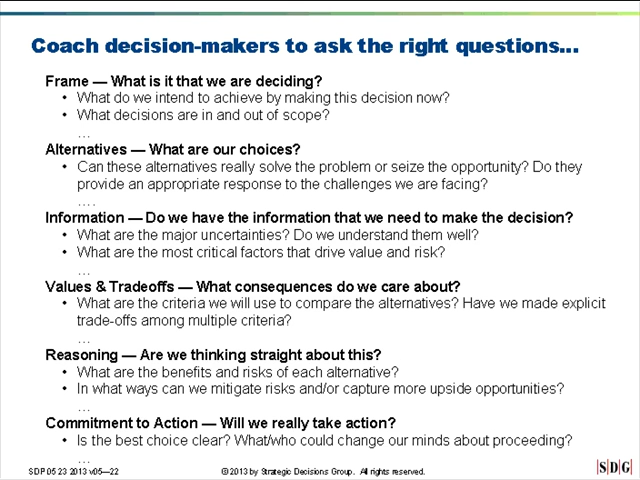 Coach decision-makers to ask the right questions...
Frame — What is it that we are deciding?
• What do we intend to achieve by making this decision now?
• What decisions are in and out of scope?
...
Alternatives — What are our choices?
• Can these alternatives really solve the problem or seize the opportunity? Do they
provide an appropriate response to the challenges we are facing?
....
Information — Do we have the information that we need to make the decision?
• What are the major uncertainties? Do we understand them well?
• What are the most critical factors that drive value and risk?
...
Values & Tradeoffs — What consequences do we care about?
• What are the criteria we will use to compare the alternatives? Have we made explicit
trade-offs among multiple criteria?
...
Reasoning — Are we thinking straight about this?
• What are the benefits and risks of each alternative?
• In what ways can we mitigate risks and/or capture more upside opportunities?
...
Commitment to Action — Will we really take action?
• Is the best choice clear? What/who could change our minds about proceeding?
...
SDP 05 23 2013 v05—22
© 2013 by Strategic Decisions Group. All rights reserved.
SDG